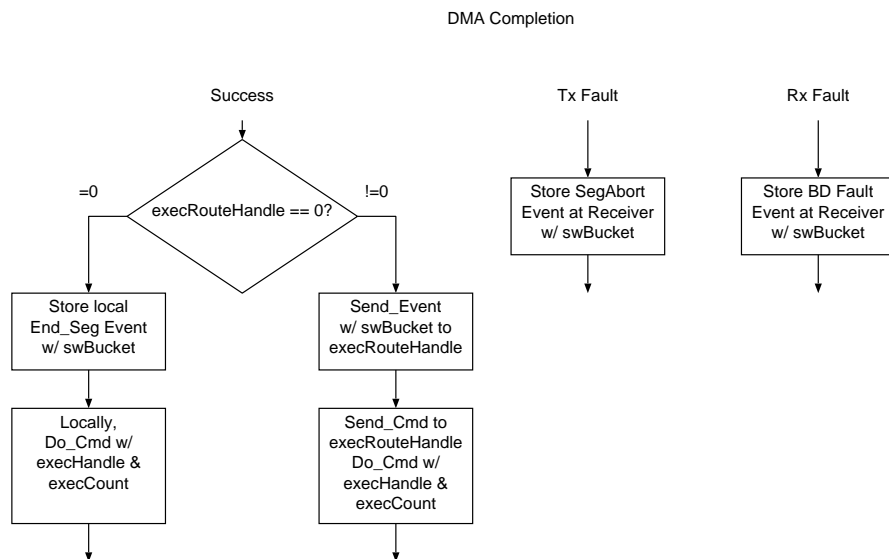 DMA Completion
Success
Tx Fault
Rx Fault
=0
!=0
execRouteHandle == 0?
Store SegAbort
Event at Receiver
w/ swBucket
Store BD Fault
Event at Receiver
w/ swBucket
Store local
End_Seg Event
w/ swBucket
Send_Event
w/ swBucket to
execRouteHandle
Locally,
Do_Cmd w/
execHandle &
execCount
Send_Cmd to
execRouteHandle
Do_Cmd w/
execHandle &
execCount